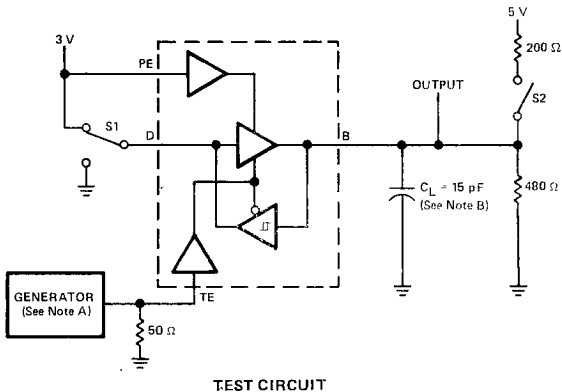 5 V
3 V
200 Ω
PE
OUTPUT
S1
S2
D
B
CL = 15 pF
(See Note B)
480 Ω
GENERATOR
(See Note A)
TE
50 Ω
TEST CIRCUIT